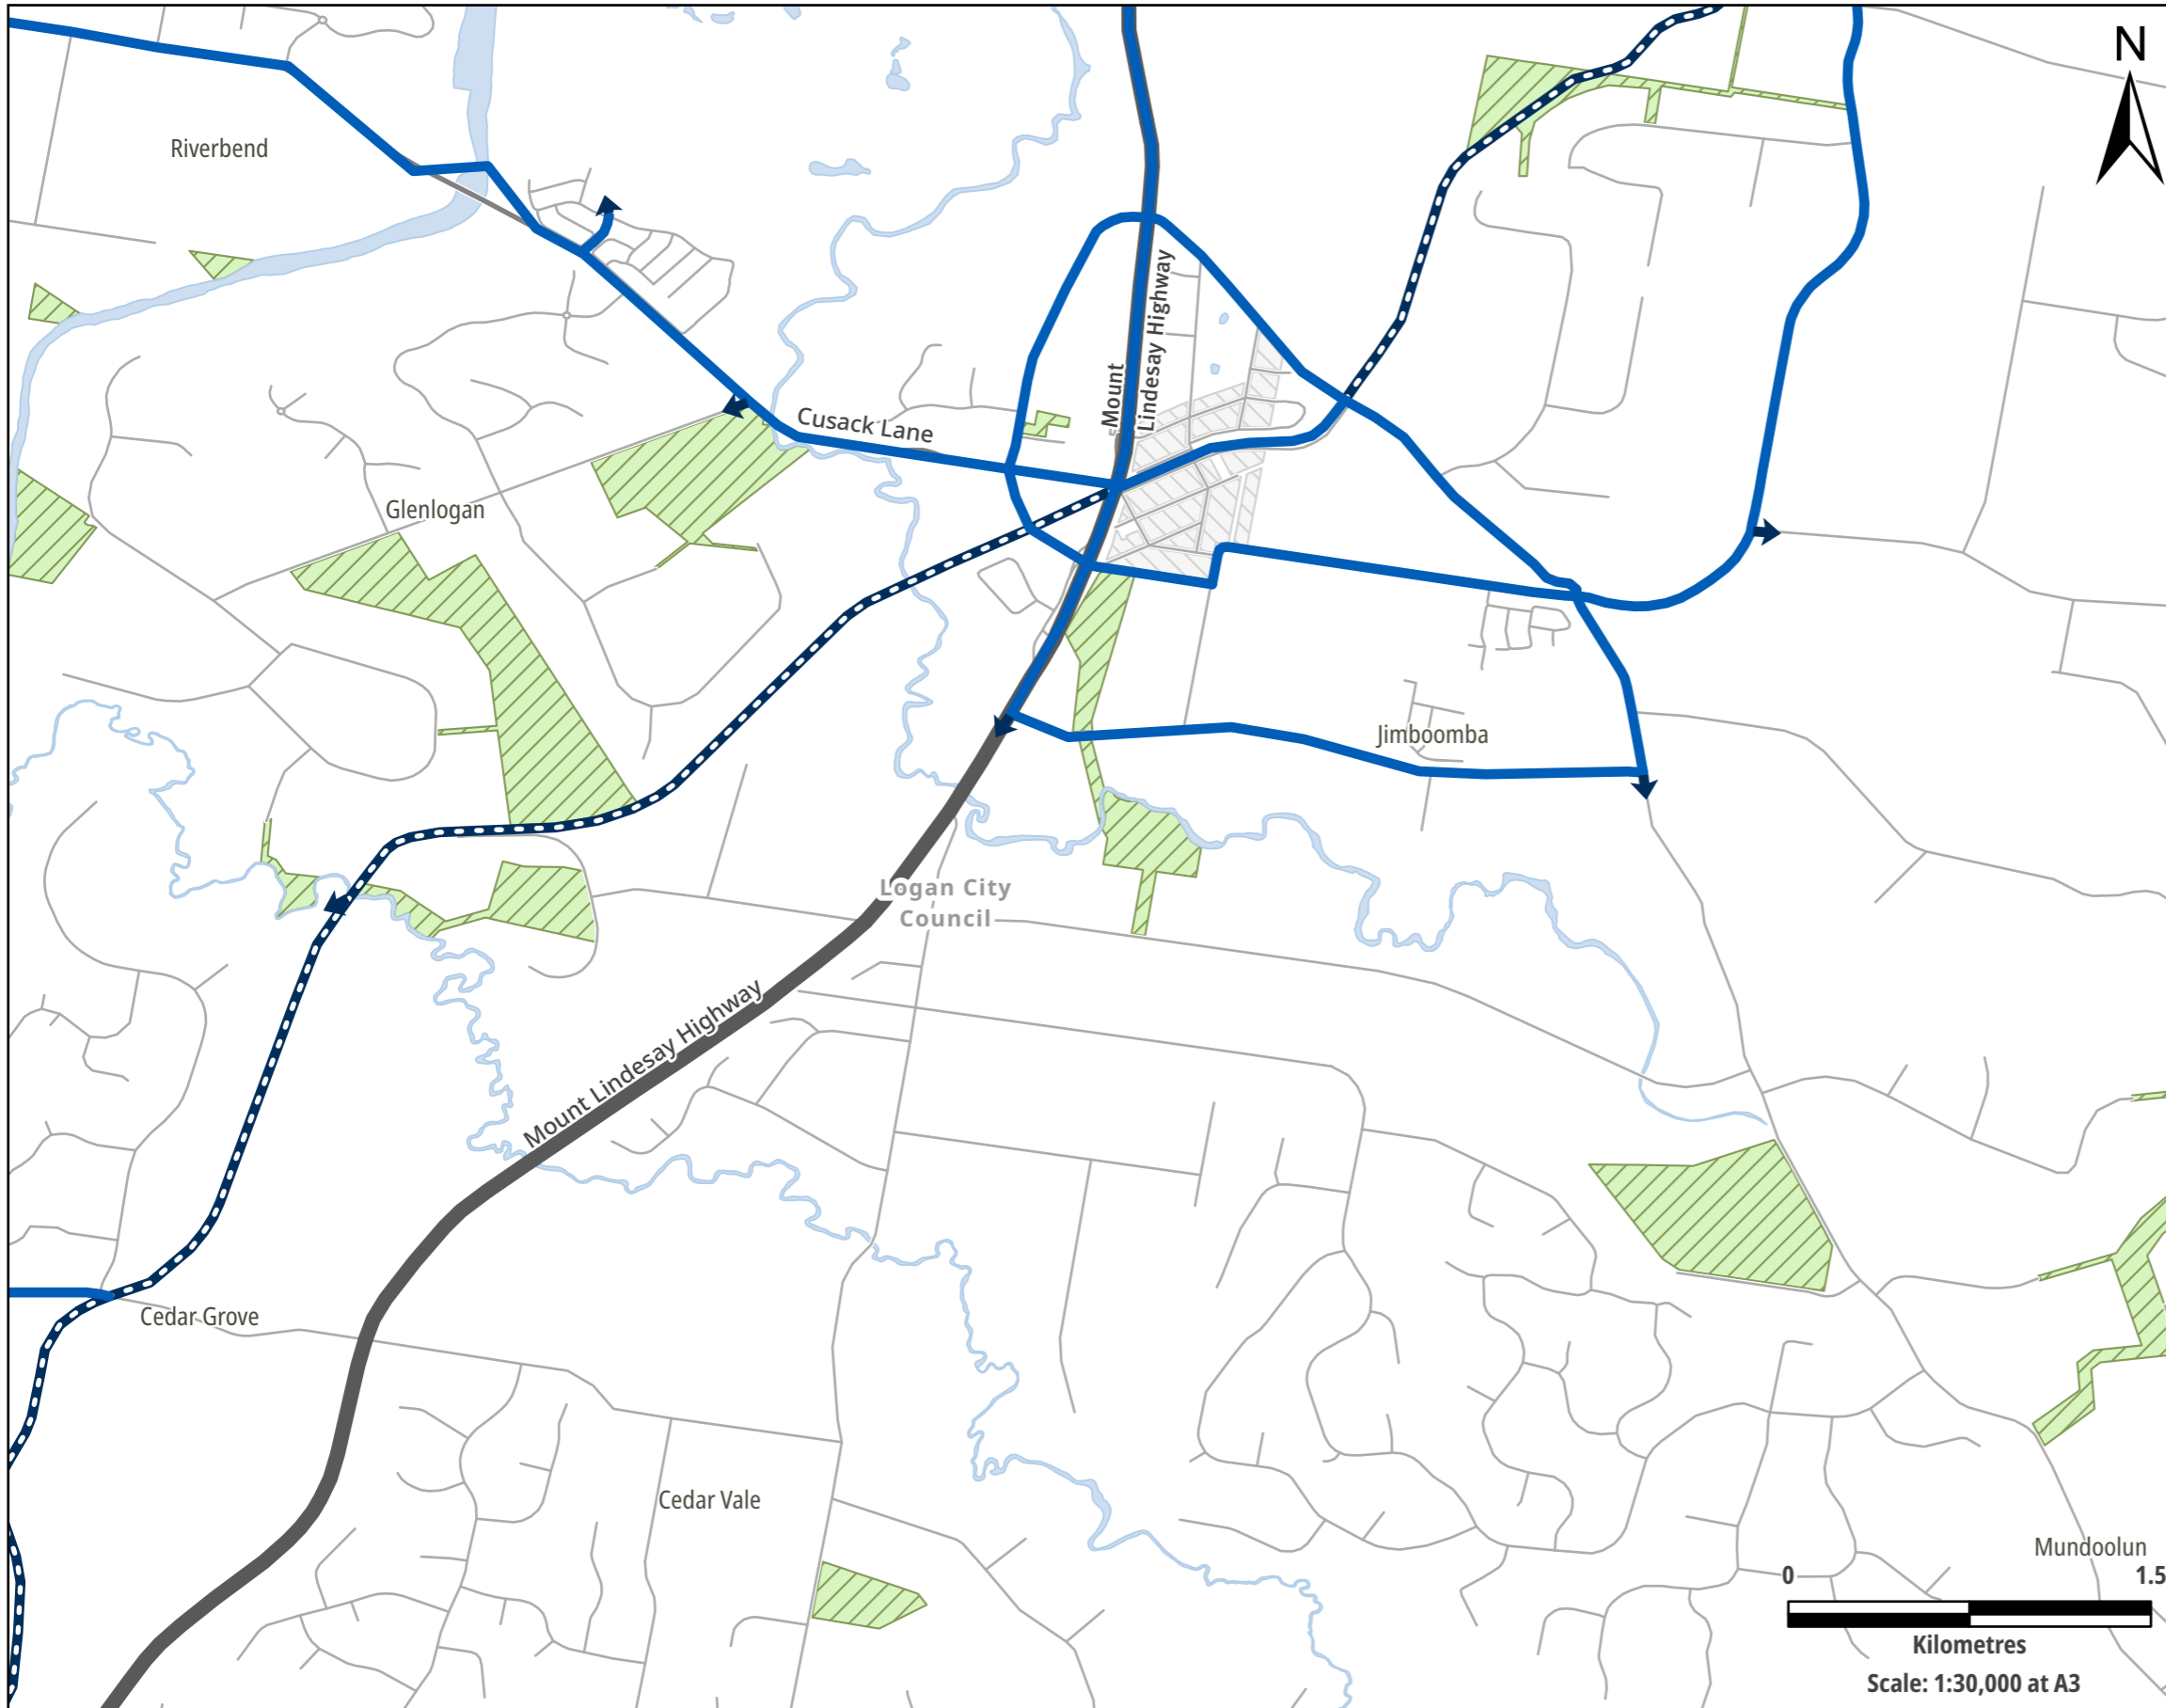 N
Riverbend
Mount
Lindesay Highway
Cusack Lane
Glenlogan
Jimboomba
Logan City
Council
Mount Lindesay Highway
Cedar Grove
Cedar Vale
Mundoolun
0 1.5
Kilometres
Scale: 1:30,000 at A3